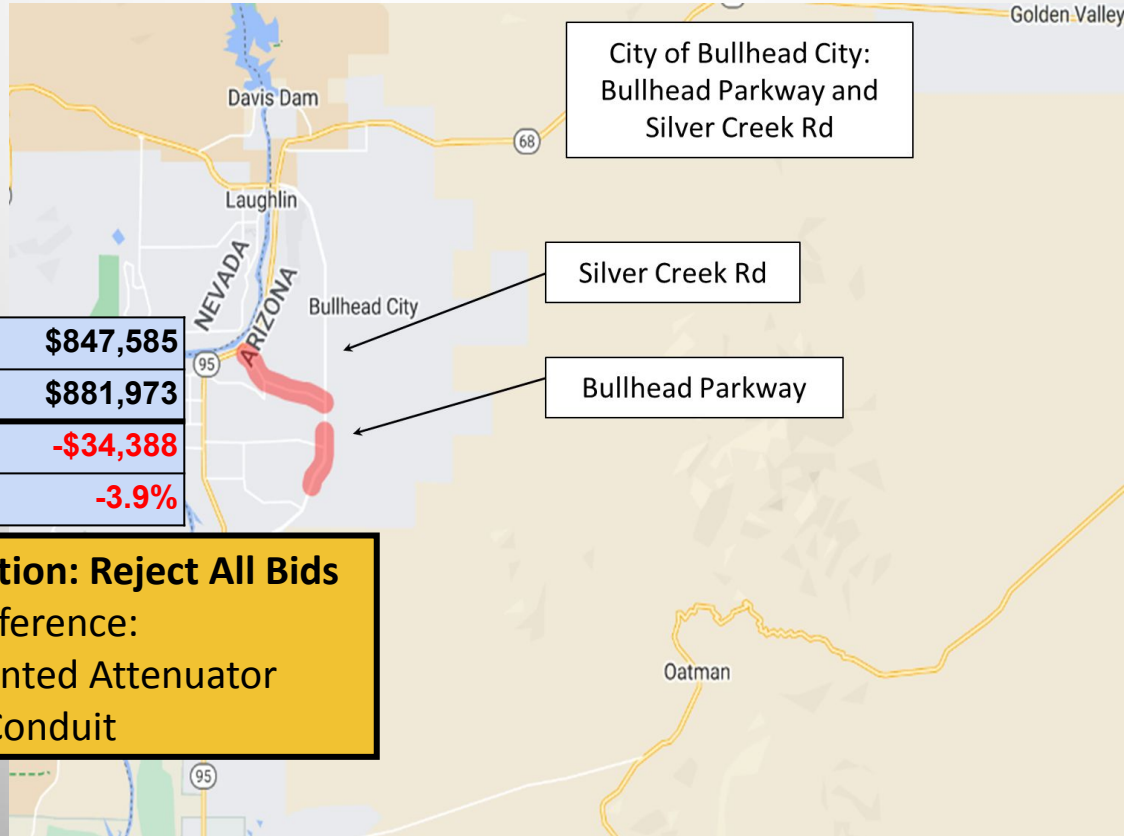 Golden Valley
City of Bullhead City:
Bullhead Parkway and
Silver Creek Rd
Davis Dam
68
Laughlin
Silver Creek Rd
NEVADA
ARIZONA
Bullhead City
$847,585
95
$881,973
Bullhead Parkway
-$34,388
-3.9%
tion: Reject All Bids
ference:
nted Attenuator
Conduit
Oatman
95